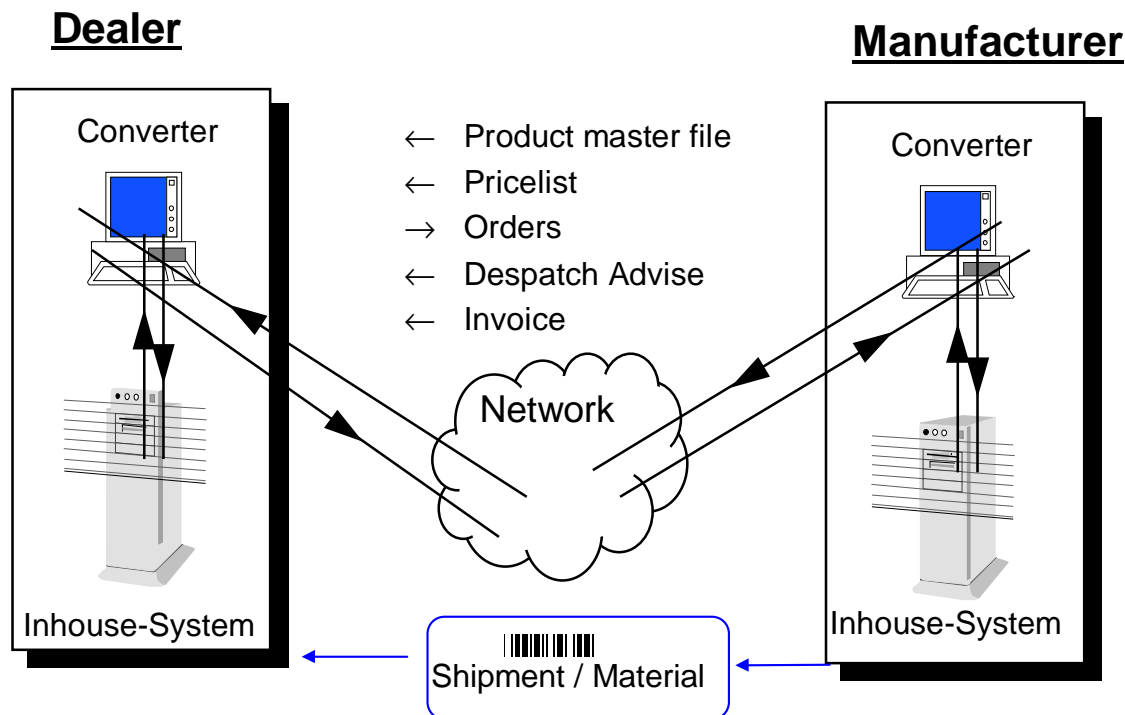 Dealer
Manufacturer
Converter
← Product master file
← Pricelist
→ Orders
← Despatch Advise
← Invoice
Converter
Network
Inhouse-System
Inhouse-System
Shipment / Material